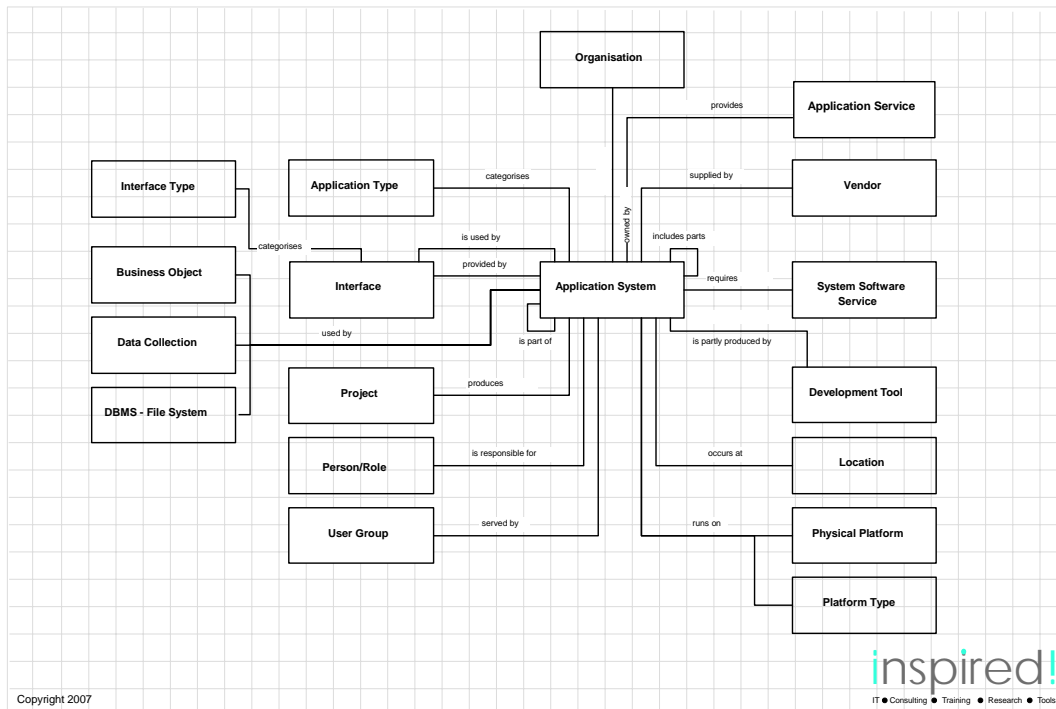 Organisation
provides
Application Service
Interface Type
Application Type
categorises
supplied by
Vendor
owned by
includes parts
is used by
categorises
provided by
Business Object
Interface
Application System
requires
System Software
Service
Data Collection
used by
is part of
is partly produced by
DBMS - File System
Project
produces
Development Tool
Person/Role
is responsible for
occurs at
Location
User Group
served by
runs on
Physical Platform
Platform Type
inspired!
Copyright 2007
IT ● Consulting ● Training ● Research ● Tools